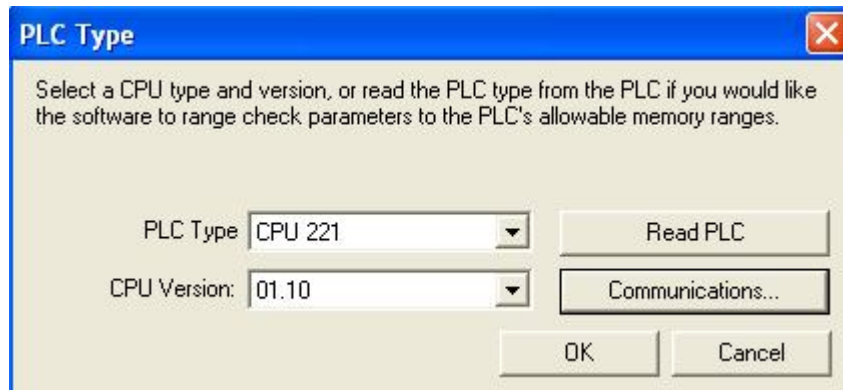 PLC Type
Select a CPU type and version, or read the PLC type from the PLC if you would like
the software to range check parameters to the PLC's allowable memory ranges.
PLC Type CPU 221 Read PLC
CPU Version: 01.10 Communications...
OK Cancel